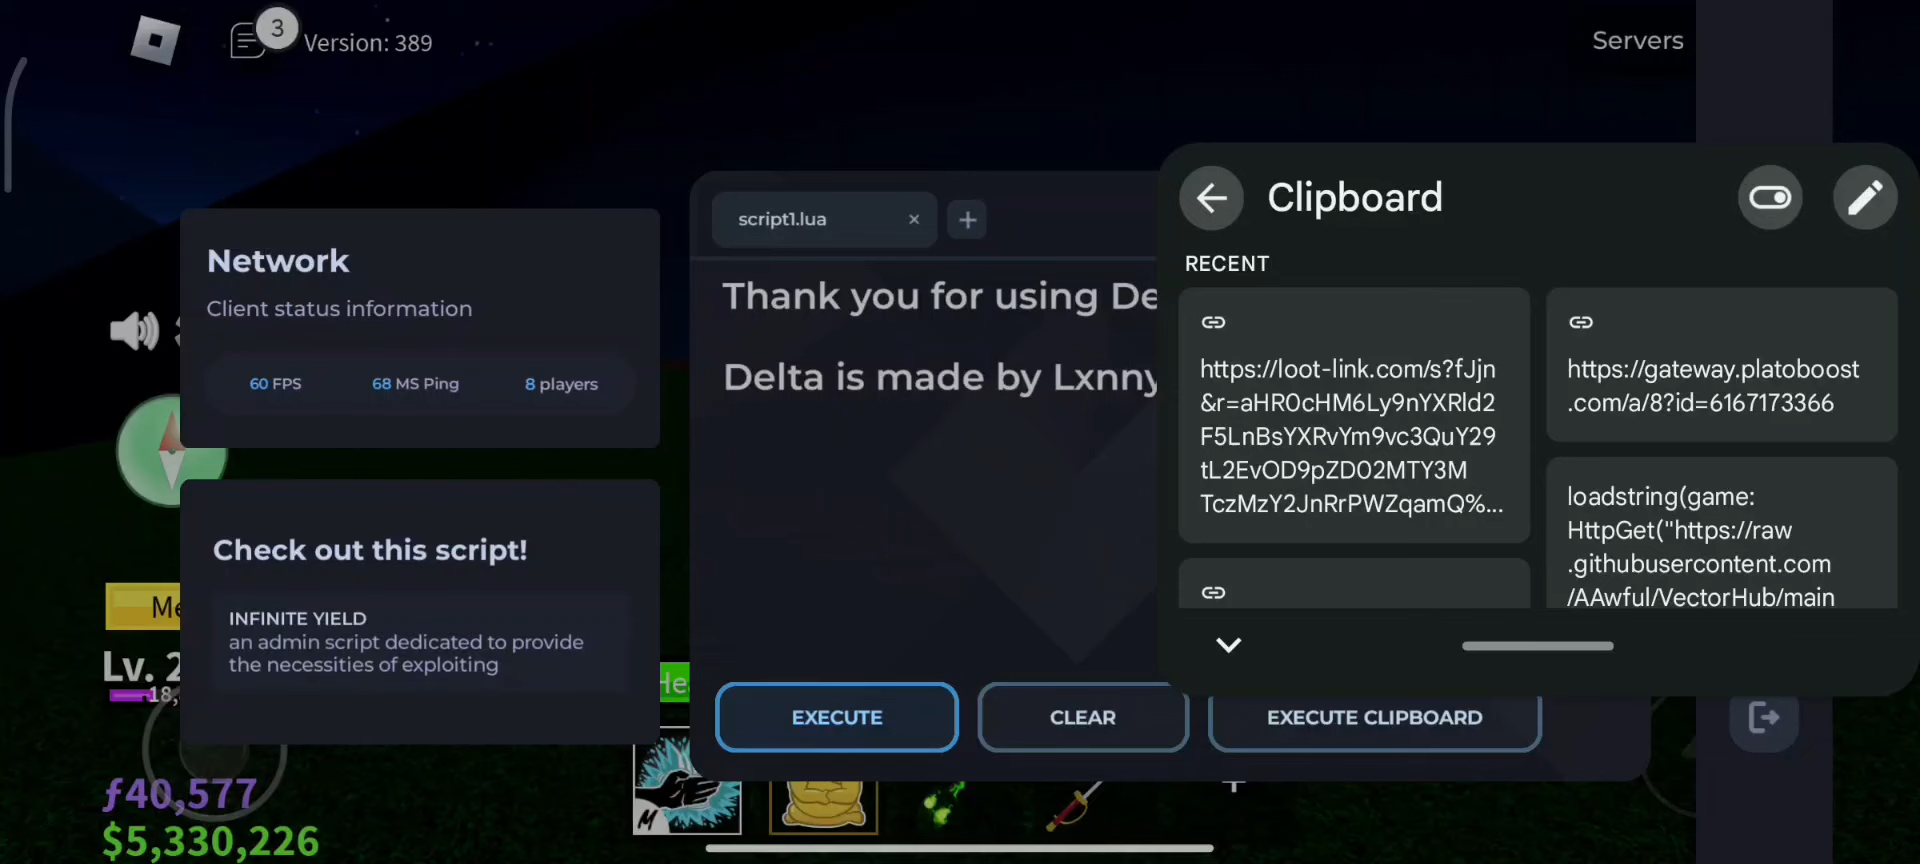 3
Version: 389
Servers
Network
Client status information
60 FPS
68 MS Ping
8 players
Check out this script!
INFINITE YIELD
an admin script dedicated to provide
the necessities of exploiting
Lv. 2
18,
ƒ40,577
$5,330,226
script1.lua
×
+
Thank you for using De
Delta is made by Lxnny
EXECUTE
CLEAR
EXECUTE CLIPBOARD
M
Clipboard
RECENT
https://loot-link.com/s?fJjn
&r=aHR0cHM6Ly9nYXRld2
F5LnBsYXRvYm9vc3QuY29
tL2EvOD9pZD02MTY3M
TczMzY2JnRrPWZqamQ%...
https://gateway.platoboost
.com/a/8?id=6167173366
loadstring(game:
HttpGet("https://raw
.githubusercontent.com
/AAwful/VectorHub/main